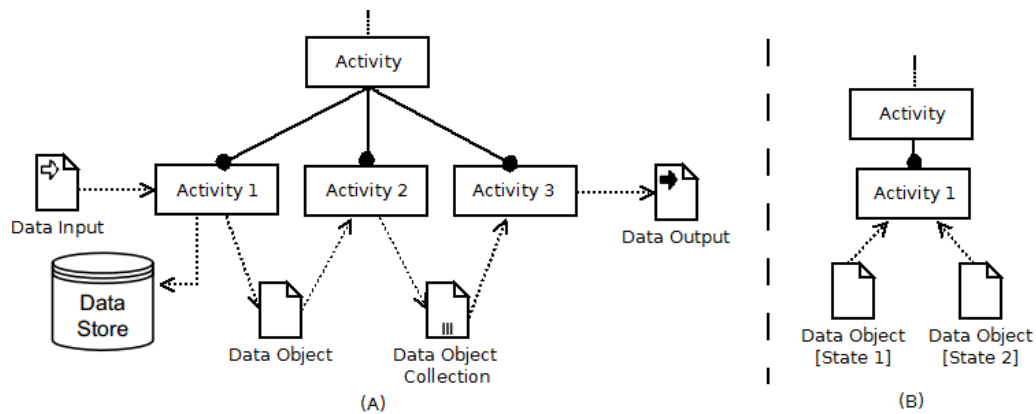 Activity
Activity 1
Activity 2
Activity 3
Data Input
Data Output
Data
Store
Data Object
Data Object
Collection
(A)
Activity
Activity 1
Data Object
[State 1]
Data Object
[State 2]
(B)